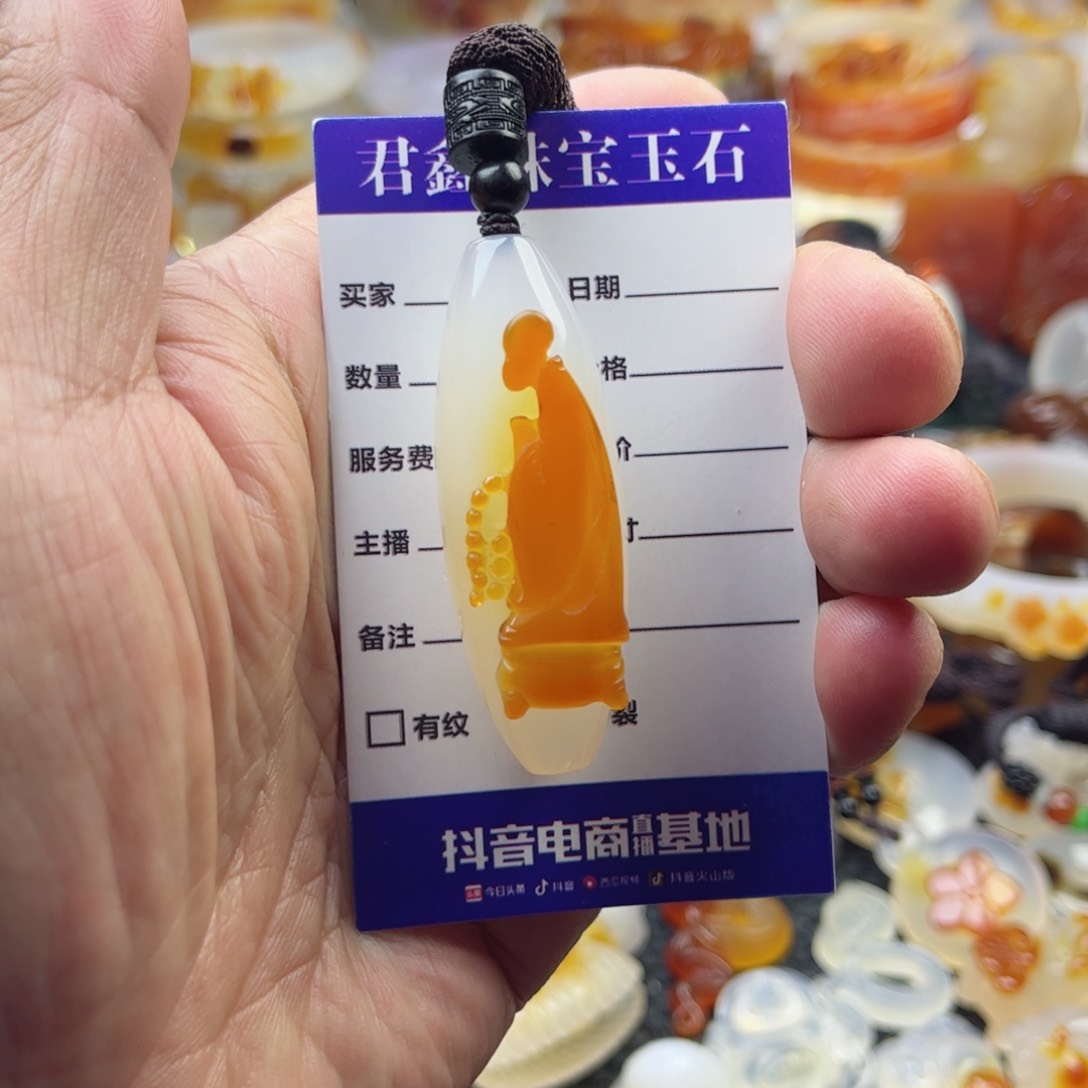 君鑫珠宝玉石
买家 日期
数量 格
服务费 价
主播 寸
备注
有纹 裂
抖音电商直播基地
今日头条 抖音 西瓜视频 抖音火山版